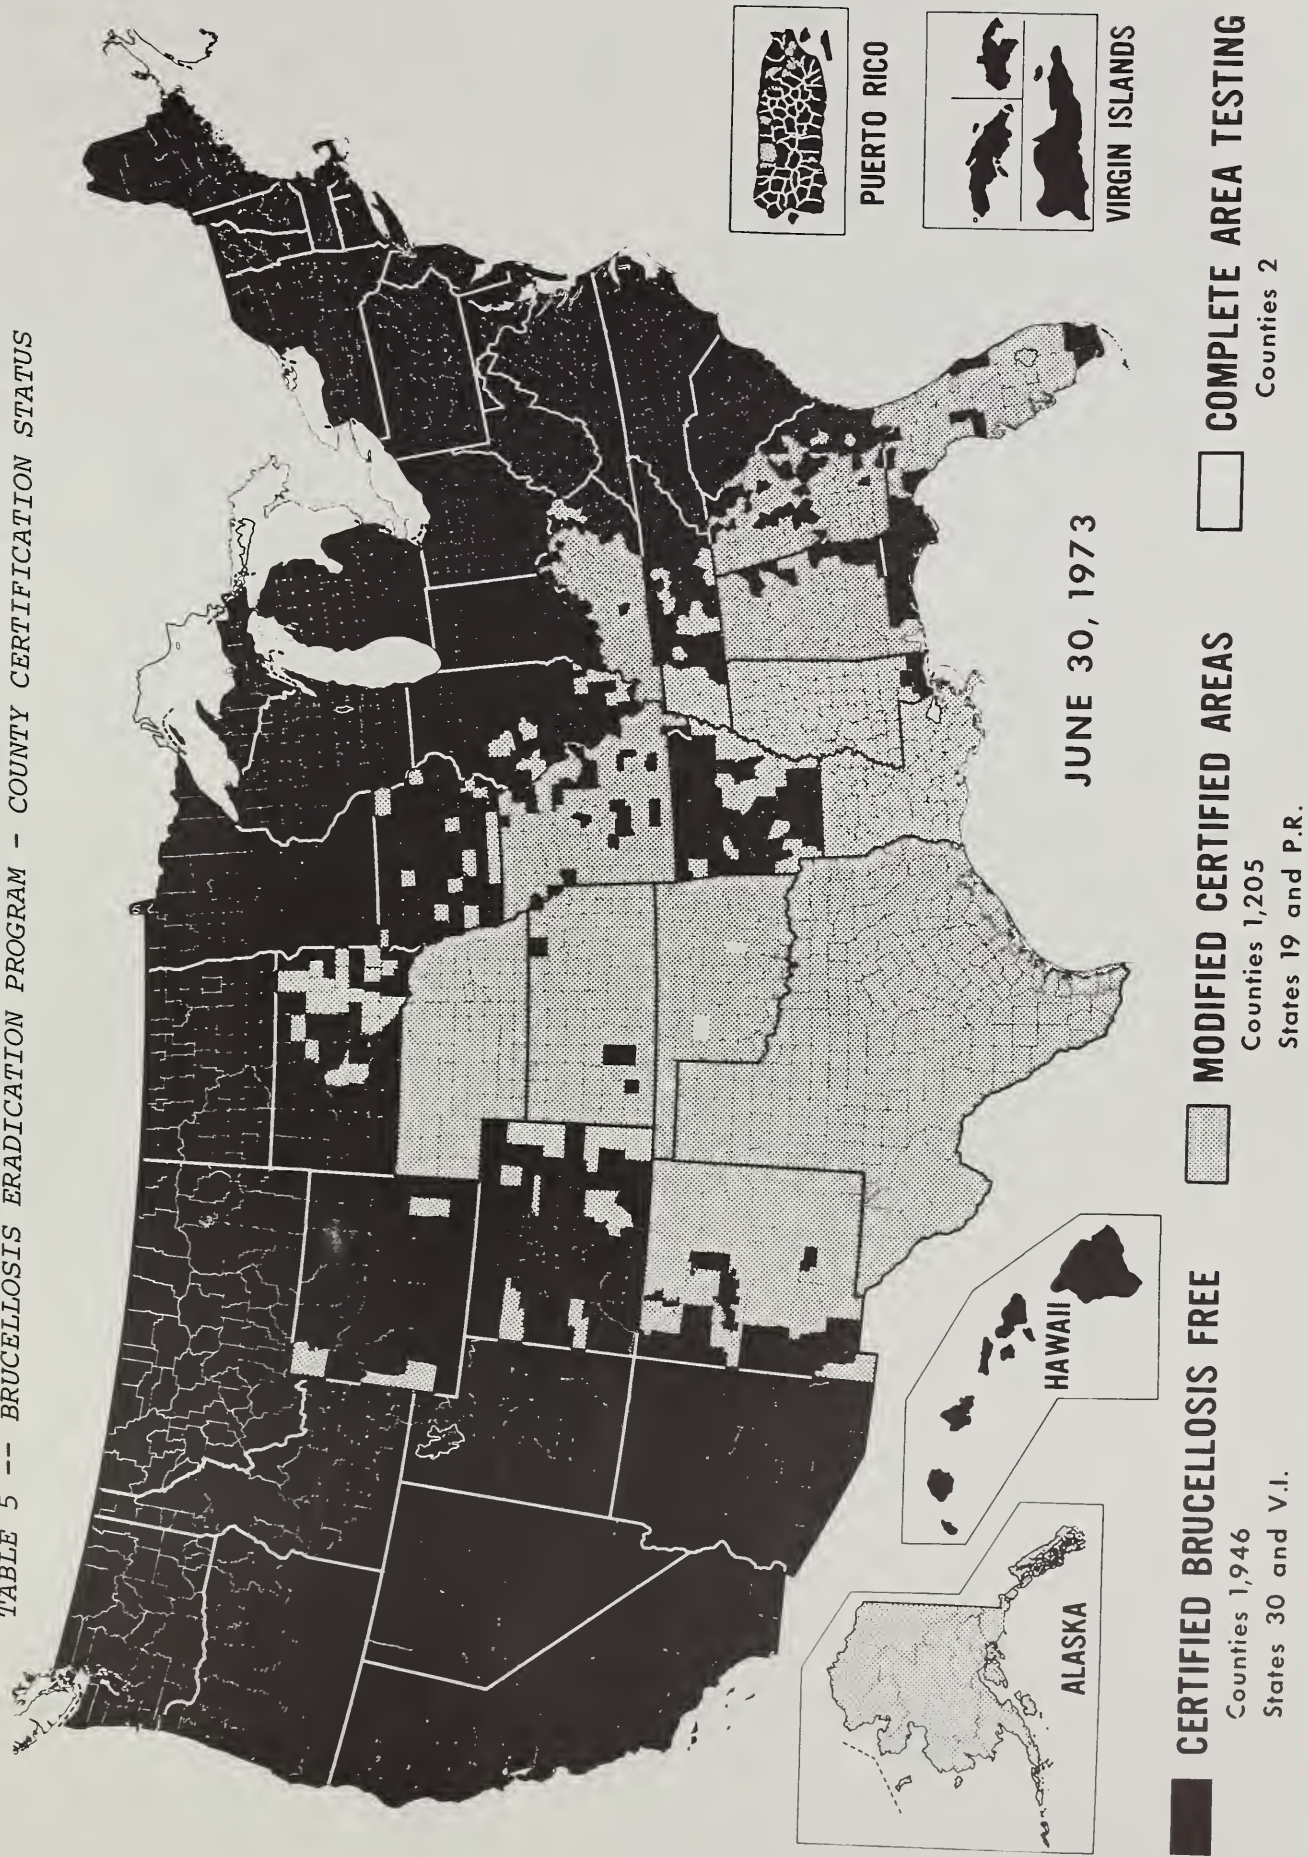 TABLE 5 -- BRUCELLOSIS ERADICATION PROGRAM - COUNTY CERTIFICATION STATUS
PUERTO RICO
VIRGIN ISLANDS
JUNE 30, 1973
HAWAII
ALASKA
CERTIFIED BRUCELLOSIS FREE
Counties 1,946
States 30 and V.I.
MODIFIED CERTIFIED AREAS
Counties 1,205
States 19 and P.R.
COMPLETE AREA TESTING
Counties 2